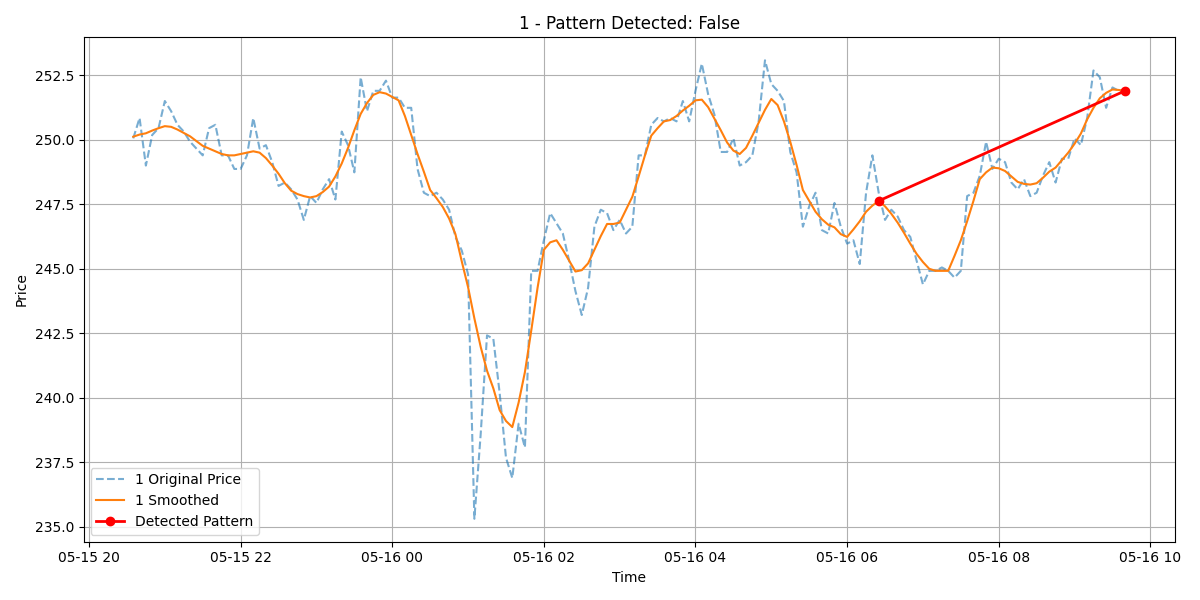 1 - Pattern Detected: False
Price
252.5
250.0
247.5
245.0
242.5
240.0
237.5
235.0
1 Original Price
1 Smoothed
Detected Pattern
05-15 20 05-15 22 05-16 00 05-16 02 05-16 04 05-16 06 05-16 08 05-16 10
Time